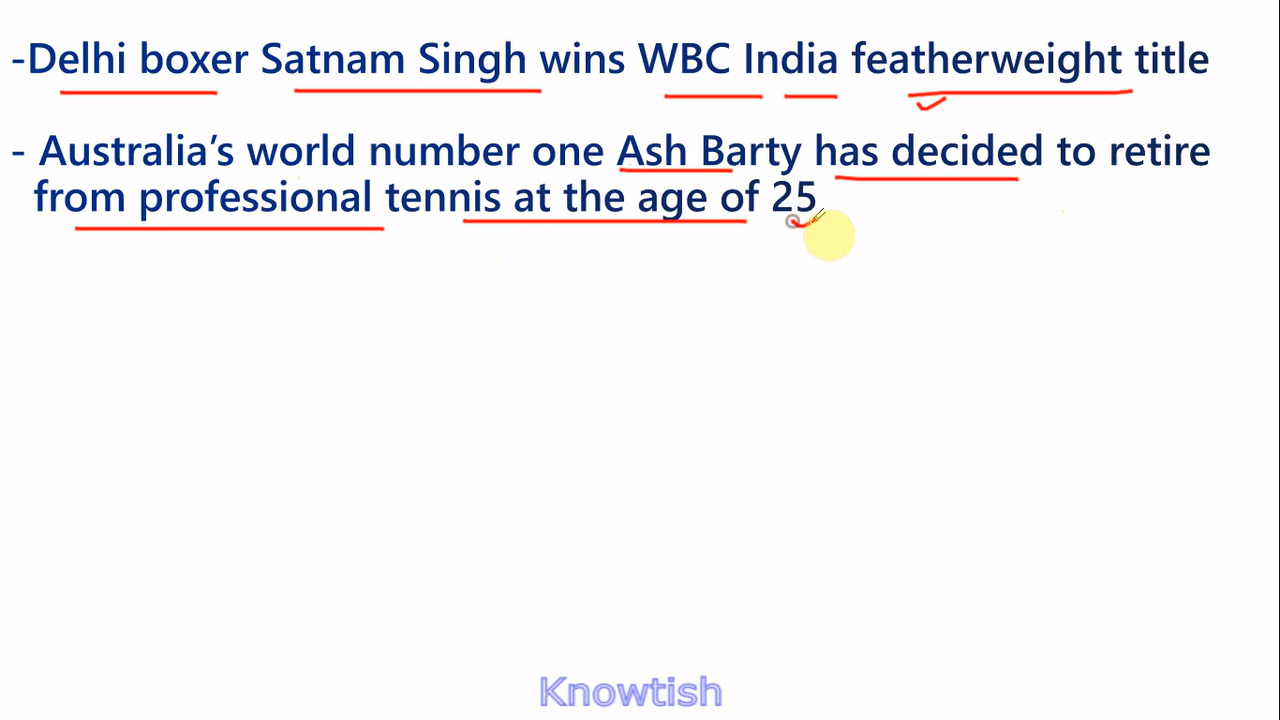 -Delhi boxer Satnam Singh wins WBC India featherweight title
- Australia’s world number one Ash Barty has decided to retire
from professional tennis at the age of 25
Knowtish